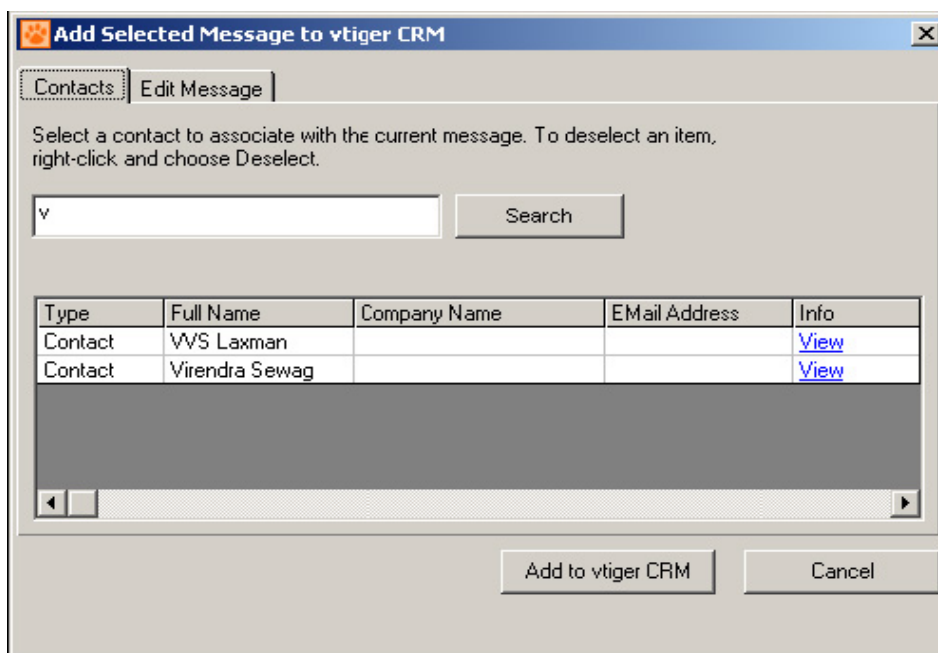 Add Selected Message to vtiger CRM
Contacts Edit Message
Select a contact to associate with the current message. To deselect an item,
right-click and choose Deselect.
v Search
Type Full Name Company Name EMail Address Info
Contact VVS Laxman View
Contact Virendra Sewag View
Add to vtiger CRM Cancel